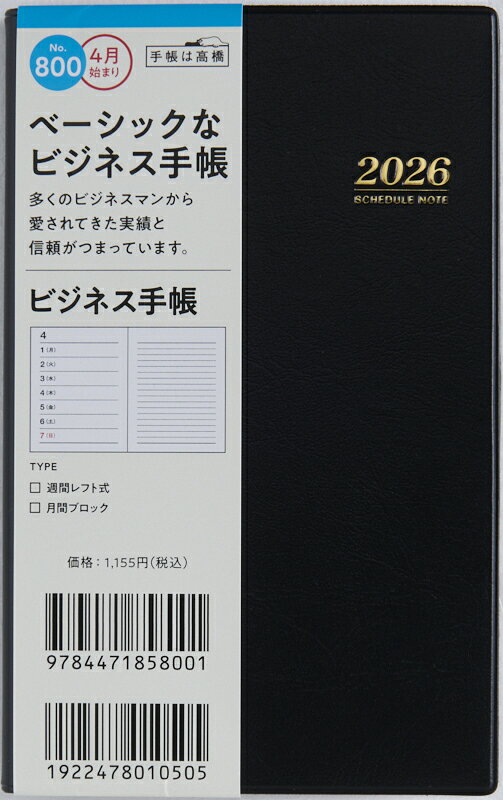 No.
800
4月
始まり
手帳は高橋
ベーシックな
ビジネス手帳
多くのビジネスマンから
愛されてきた実績と
信頼がつまっています。
ビジネス手帳
4
1(月)
2(火)
3(水)
4(木)
5(金)
6(土)
7(日)
TYPE
□ 週間レフト式
□ 月間ブロック
価格:1,155円(税込)
9784471858001
1922478010505
2026
SCHEDULE NOTE